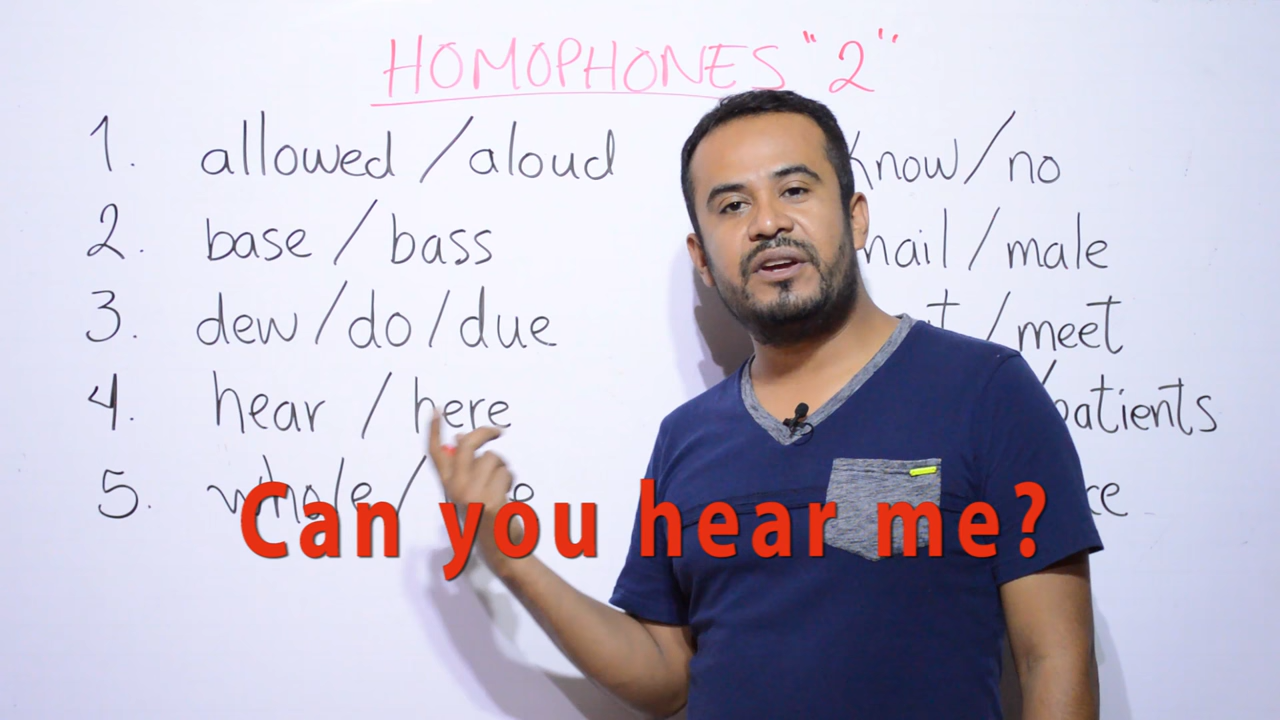 HOMOPHONES "2"
1. allowed / aloud
know / no
2. base / bass
mail / male
3. dew / do / due
/ meet
4. hear / here
/ patients
5. whole /
Can you hear me?